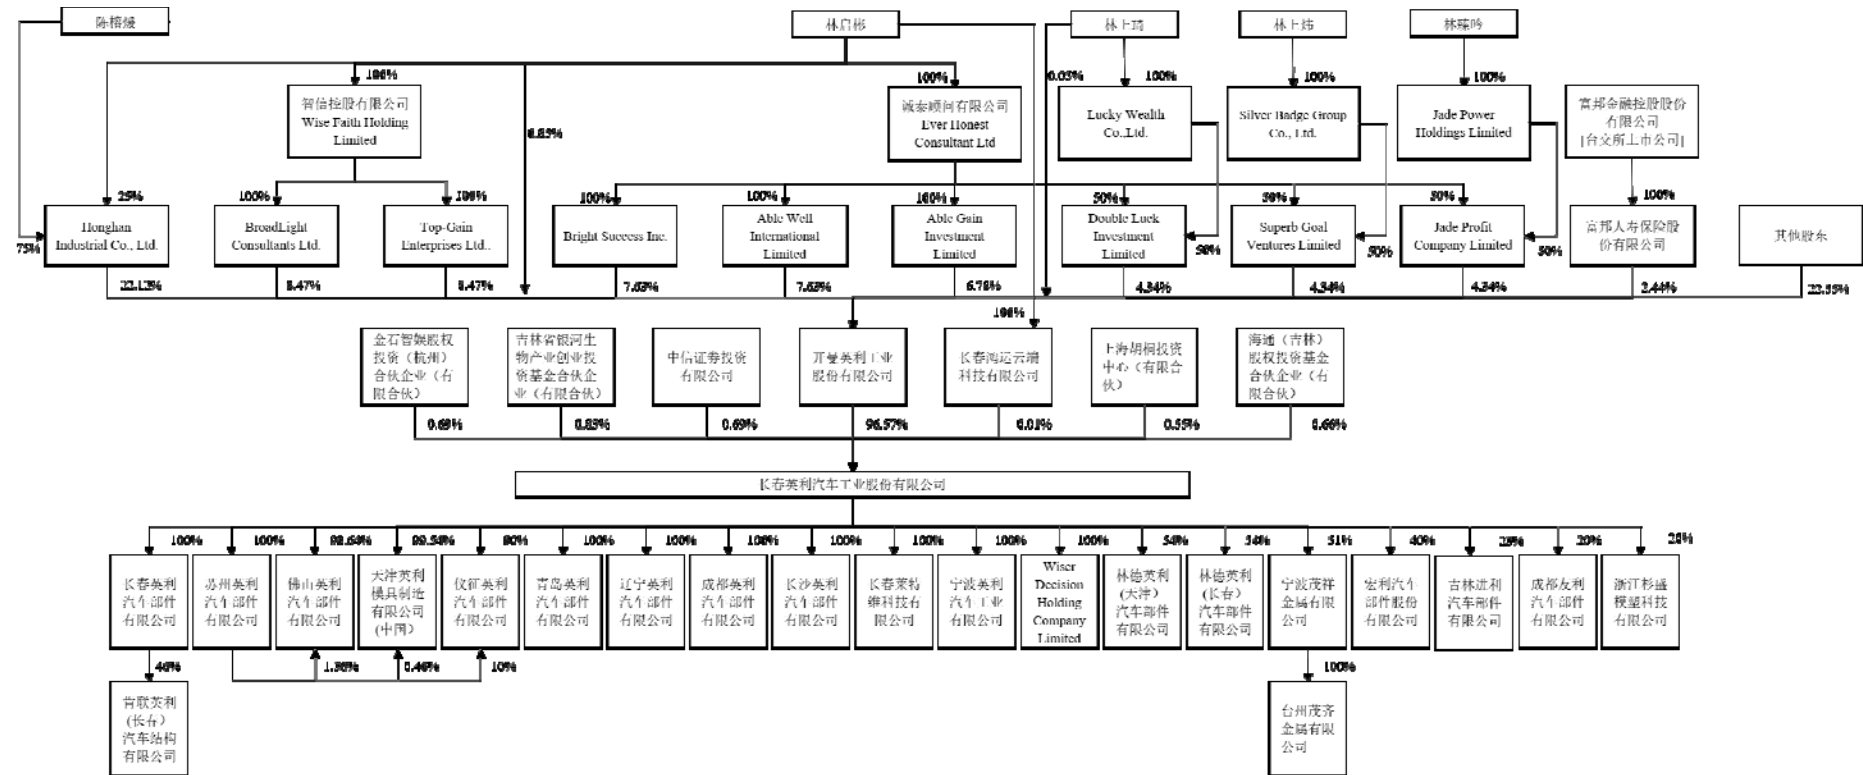 陈榕煖
林启彬
林上琦
林上炜
林臻吟
100%
100%
0.03%
100%
100%
100%
智信控股有限公司
Wise Faith Holding
Limited
诚泰顾问有限公司
Ever Honest
Consultant Ltd
Lucky Wealth
Co.,Ltd.
Silver Badge Group
Co., Ltd.
Jade Power
Holdings Limited
富邦金融控股股份
有限公司
[台交所上市公司]
25%
100%
100%
100%
100%
100%
50%
50%
50%
100%
75%
Honghan
Industrial Co., Ltd.
BroadLight
Consultants Ltd.
Top-Gain
Enterprises Ltd..
Bright Success Inc.
Able Well
International
Limited
Able Gain
Investment
Limited
Double Luck
Investment
Limited
50%
Superb Goal
Ventures Limited
50%
Jade Profit
Company Limited
50%
富邦人寿保险股
份有限公司
其他股东
22.12%
7.63%
7.63%
6.78%
4.34%
4.34%
4.34%
2.44%
100%
金石智娱股权
投资（杭州）
合伙企业（有
限合伙）
吉林省银河生
物产业创业投
资基金合伙企
业（有限合伙）
中信证券投资
有限公司
开曼英利工业
股份有限公司
长春鸿运云端
科技有限公司
上海胡桐投资
中心（有限合
伙）
海通（吉林）
股权投资基金
合伙企业（有
限合伙）
0.69%
0.83%
0.69%
96.57%
0.01%
0.55%
0.66%
长春英利汽车工业股份有限公司
100%
100%
98.64%
99.54%
90%
100%
100%
100%
100%
100%
100%
100%
54%
54%
51%
40%
20%
长春英利
汽车部件
有限公司
苏州英利
汽车部件
有限公司
佛山英利
汽车部件
有限公司
天津英利
模具制造
有限公司
(中国)
仪征英利
汽车部件
有限公司
青岛英利
汽车部件
有限公司
辽宁英利
汽车部件
有限公司
成都英利
汽车部件
有限公司
长沙英利
汽车部件
有限公司
长春莱特
维科技有
限公司
宁波英利
汽车工业
有限公司
Wiser
Decision
Holding
Company
Limited
林德英利
（天津）
汽车部件
有限公司
林德英利
（长春）
汽车部件
有限公司
宁波茂祥
金属有限
公司
宏利汽车
部件股份
有限公司
吉林进利
汽车部件
有限公司
成都友利
汽车部件
有限公司
浙江杉盛
模塑科技
有限公司
1.36%
0.46%
10%
100%
肯联英利
(长春）
汽车结构
有限公司
台州茂齐
金属有限
公司